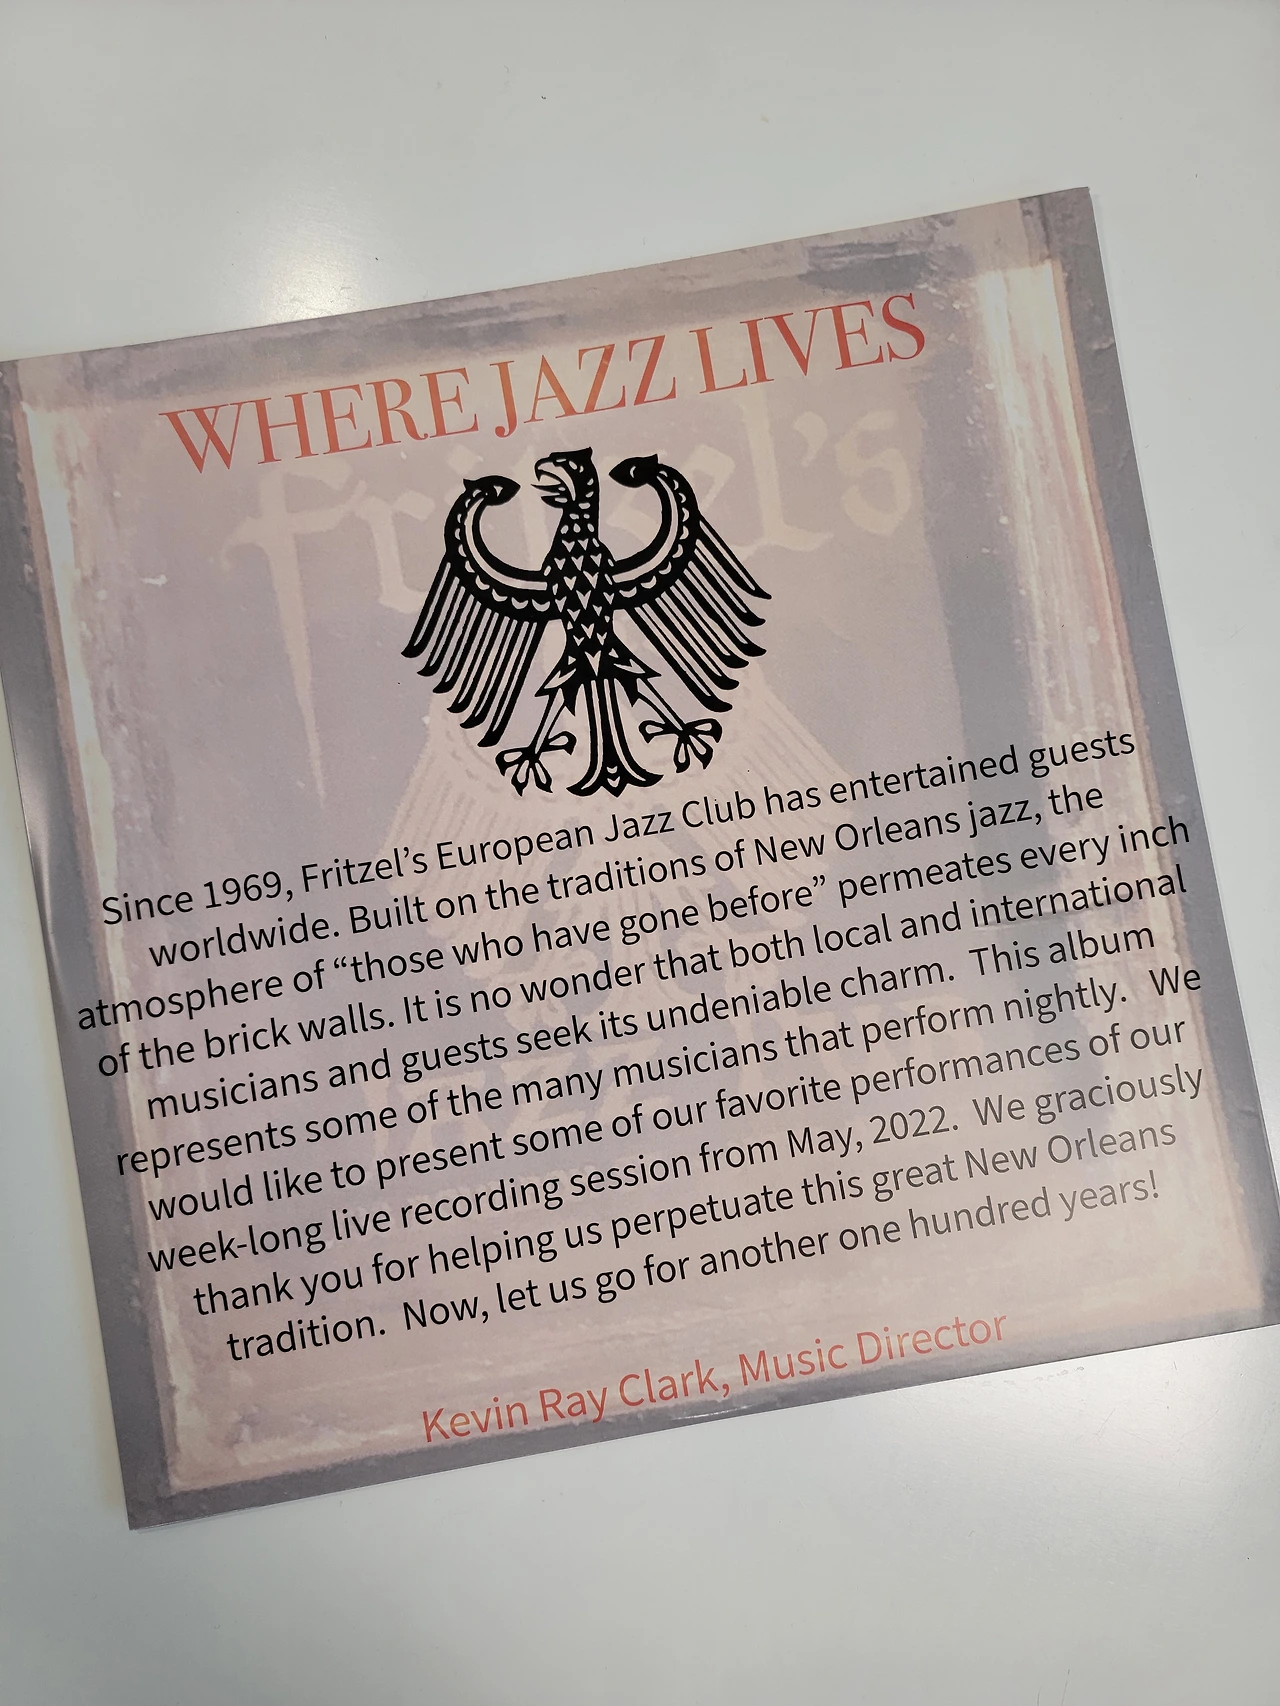 WHERE JAZZ LIVES
fritzel's
Since 1969, Fritzel’s European Jazz Club has entertained guests
worldwide. Built on the traditions of New Orleans jazz, the
atmosphere of “those who have gone before” permeates every inch
of the brick walls. It is no wonder that both local and international
musicians and guests seek its undeniable charm. This album
represents some of the many musicians that perform nightly. We
would like to present some of our favorite performances of our
week-long live recording session from May, 2022. We graciously
thank you for helping us perpetuate this great New Orleans
tradition. Now, let us go for another one hundred years!
Kevin Ray Clark, Music Director